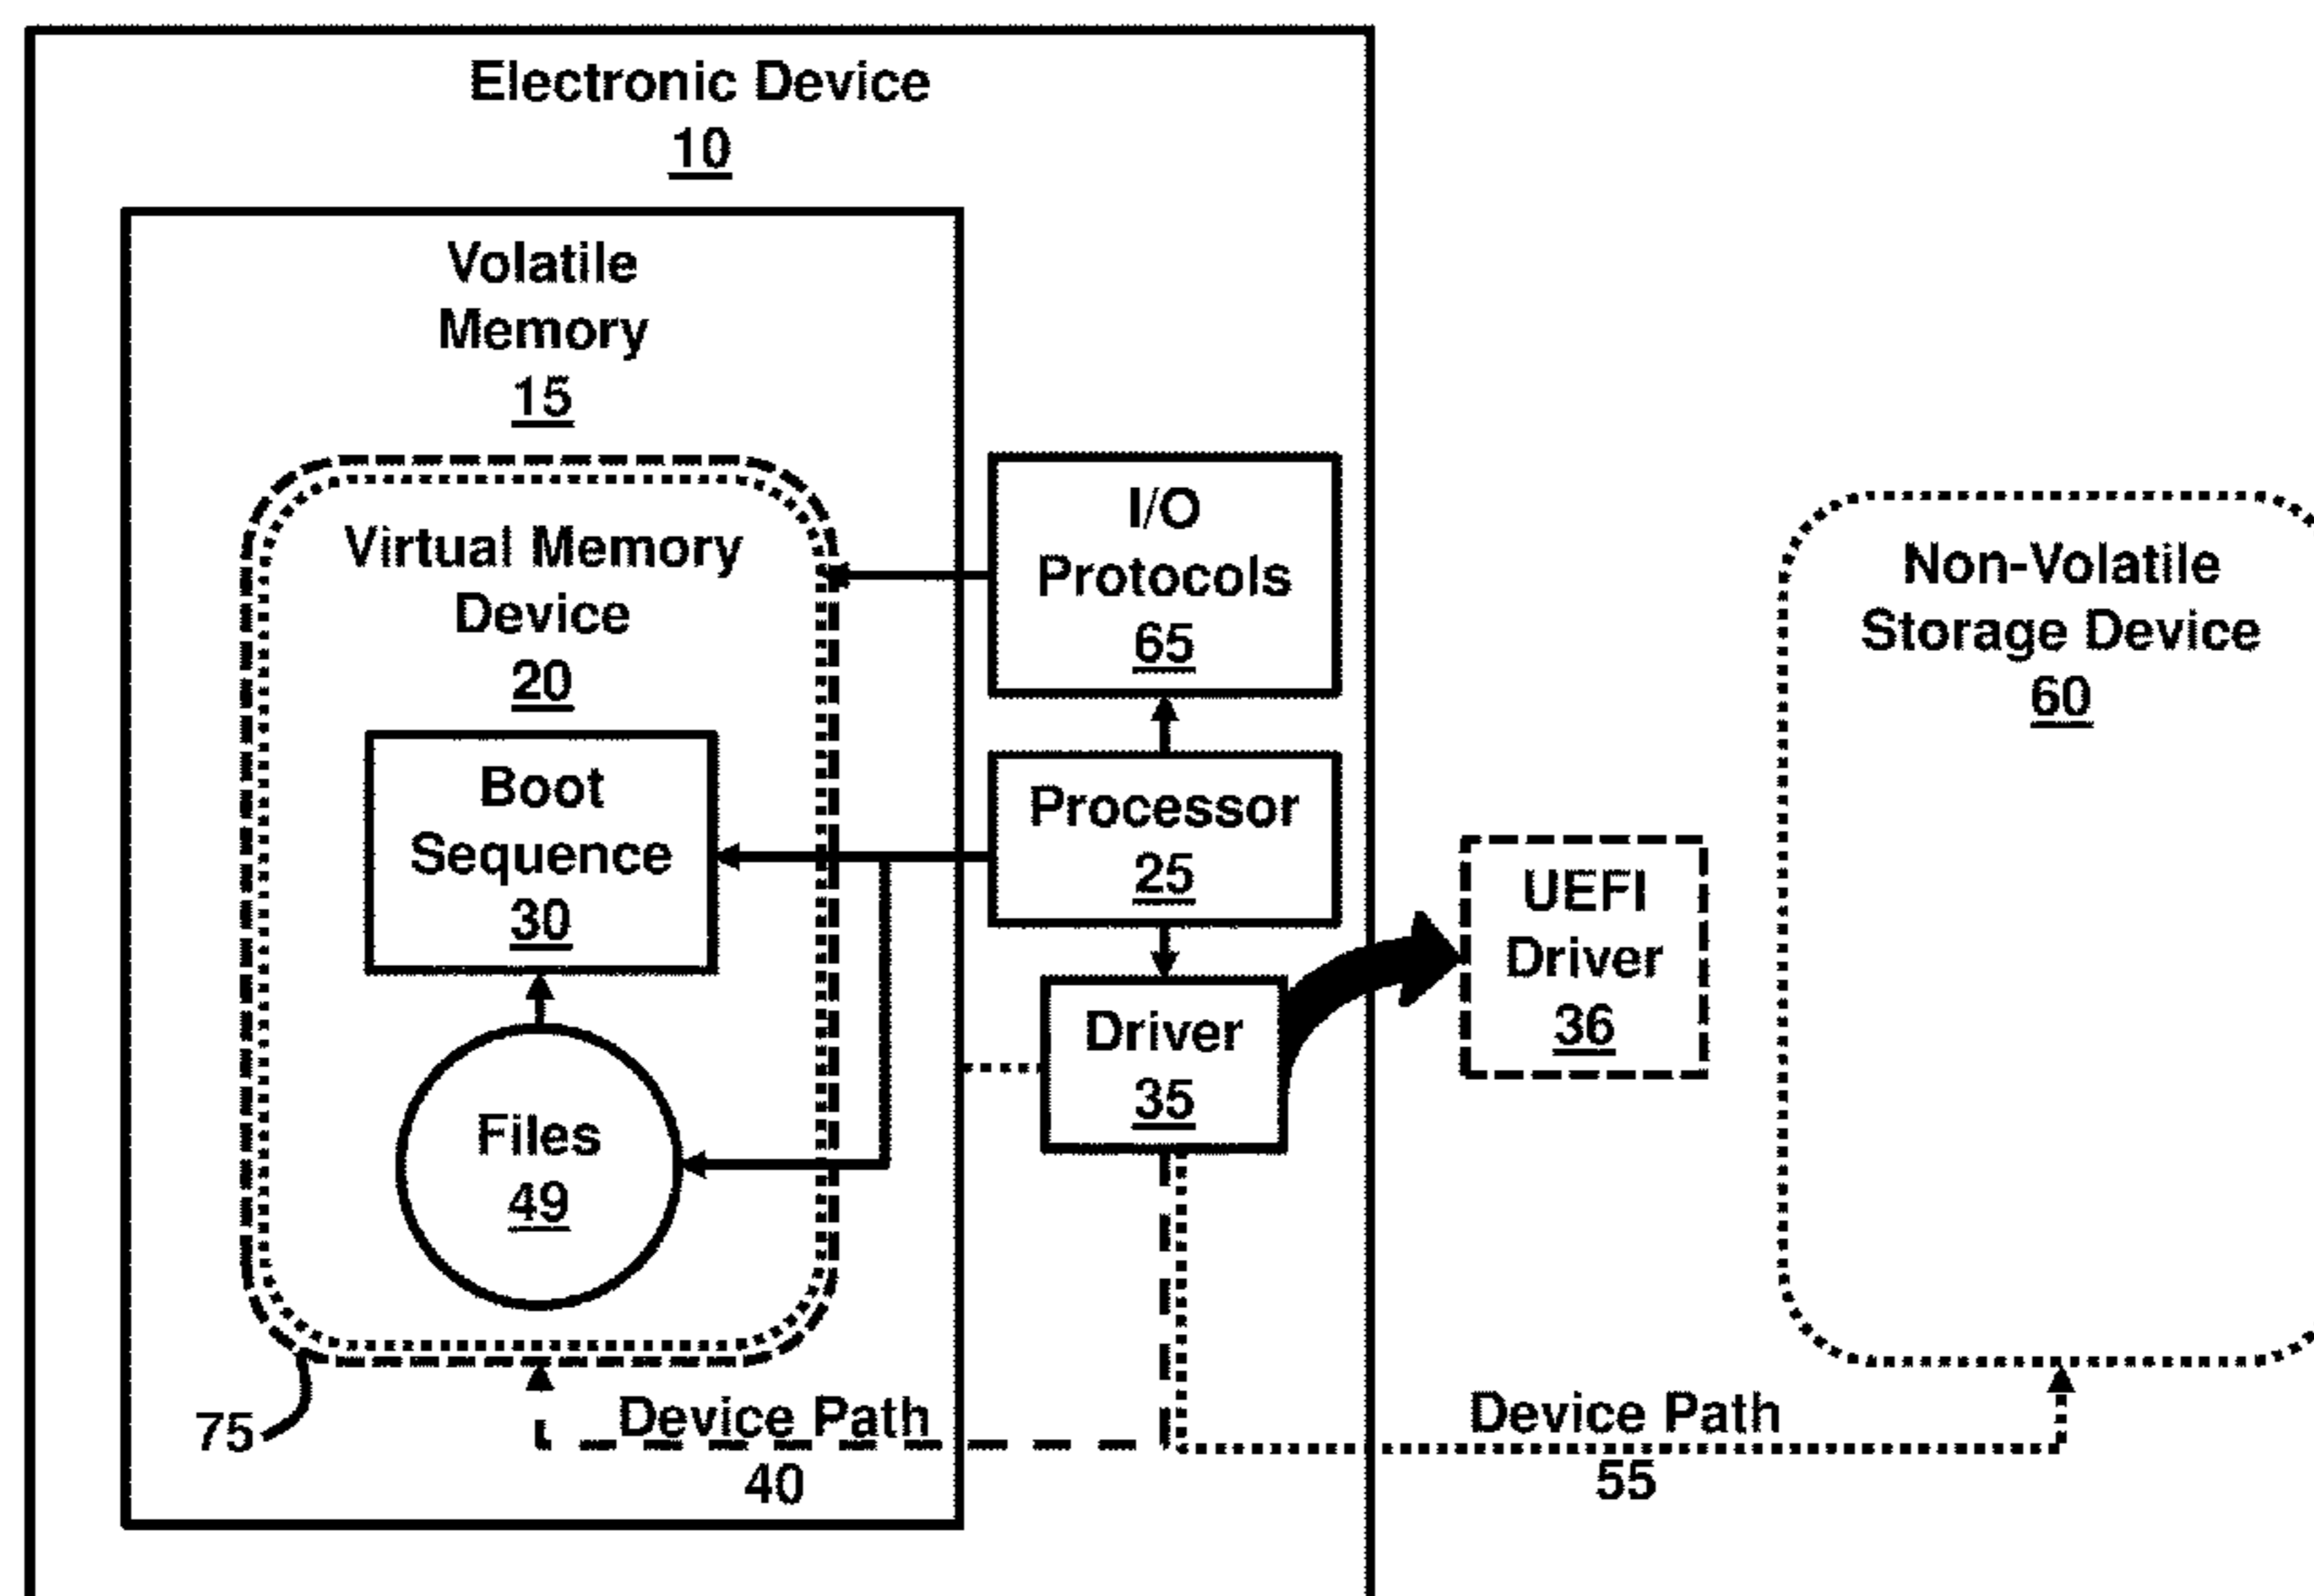 Electronic Device
10
Volatile
Memory
15
Virtual Memory
Device
20
Boot
Sequence
30
Files
49
75
Device Path
40
I/O
Protocols
65
Processor
25
Driver
35
UEFI
Driver
36
Non-Volatile
Storage Device
60
Device Path
55